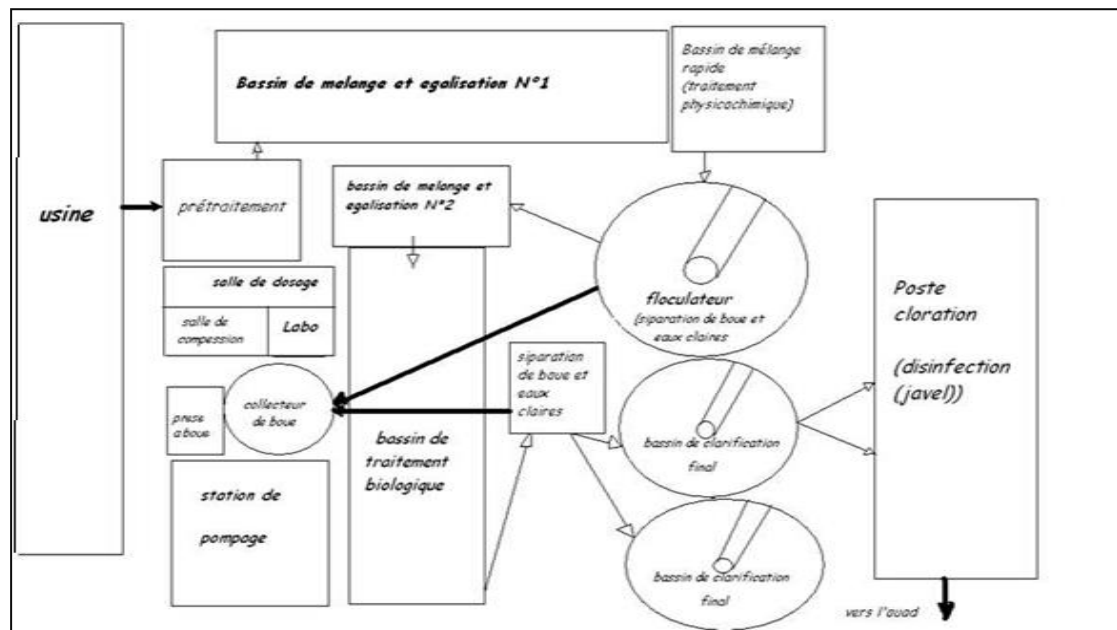 Bassin de melange et egalisation N°1
Bassin de mélange
rapide
(traitement
physicochimique)
usine
prétraitement
bassin de melange et
egalisation N°2
salle de dosage
salle de
compession
Labo
floculateur
(siparation de boue et
eaux claires
Poste
cloration
(disinfection
(javel))
siparation
de boue et
eaux
claires
prese
a boue
collecteur
de boue
bassin de
traitement
biologique
bassin de clarification
final
station de
pompage
bassin de clarification
final
vers l'auad